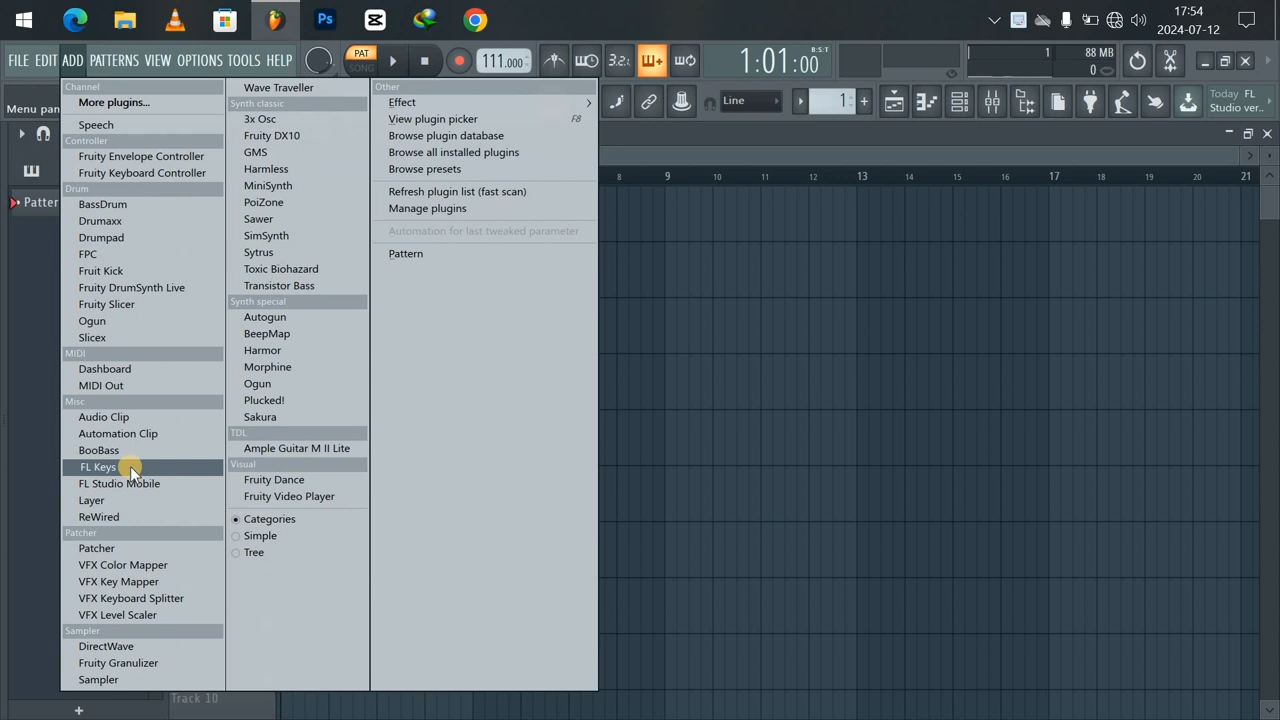 Ps
17:54
2024-07-12
FILE EDIT ADD PATTERNS VIEW OPTIONS TOOLS HELP
PAT
SONG
111.000
3.2
1:01:00
B:S:T
1
88 MB
0
Menu pan
Line
1
Today FL
Studio ver..
Channel
More plugins...
Speech
Controller
Fruity Envelope Controller
Fruity Keyboard Controller
Drum
BassDrum
Drumaxx
Drumpad
FPC
Fruit Kick
Fruity DrumSynth Live
Fruity Slicer
Ogun
Slicex
MIDI
Dashboard
MIDI Out
Misc
Audio Clip
Automation Clip
BooBass
FL Keys
FL Studio Mobile
Layer
ReWired
Patcher
Patcher
VFX Color Mapper
VFX Key Mapper
VFX Keyboard Splitter
VFX Level Scaler
Sampler
DirectWave
Fruity Granulizer
Sampler
Wave Traveller
Synth classic
3x Osc
Fruity DX10
GMS
Harmless
MiniSynth
PoiZone
Sawer
SimSynth
Sytrus
Toxic Biohazard
Transistor Bass
Synth special
Autogun
BeepMap
Harmor
Morphine
Ogun
Plucked!
Sakura
TDL
Ample Guitar M II Lite
Visual
Fruity Dance
Fruity Video Player
Categories
Simple
Tree
Other
Effect
View plugin picker F8
Browse plugin database
Browse all installed plugins
Browse presets
Refresh plugin list (fast scan)
Manage plugins
Automation for last tweaked parameter
Pattern
Patter
8 9 10 11 12 13 14 15 16 17 18 19 20 21
Track 10